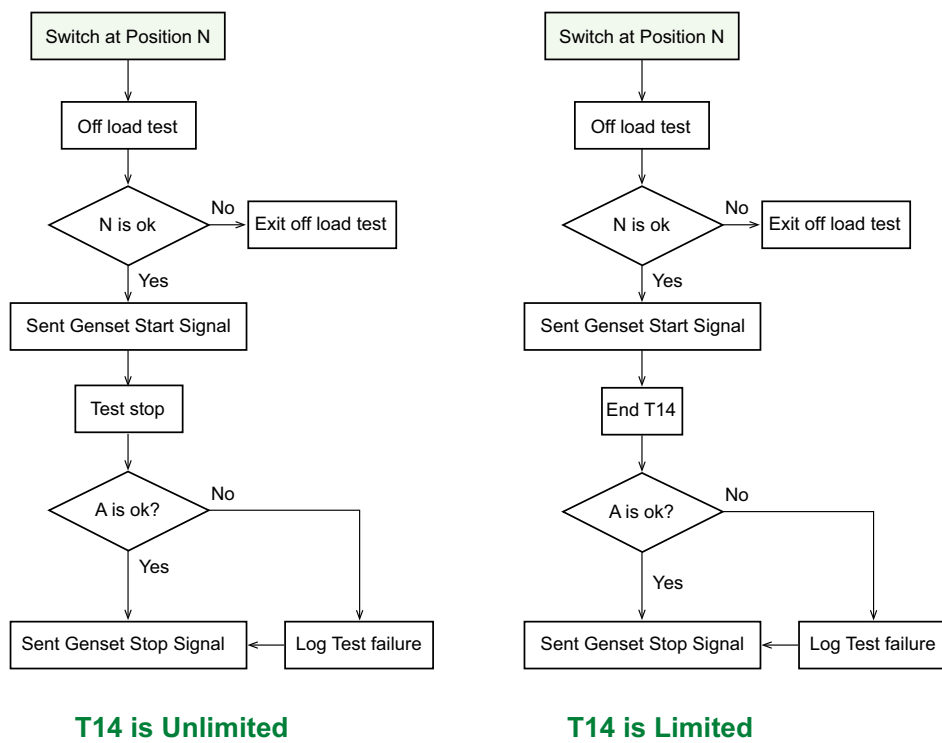 Switch at Position N
Off load test
N is ok
No
Exit off load test
Yes
Sent Genset Start Signal
Test stop
A is ok?
No
Yes
Sent Genset Stop Signal
Log Test failure
T14 is Unlimited
Switch at Position N
Off load test
N is ok
No
Exit off load test
Yes
Sent Genset Start Signal
End T14
A is ok?
No
Yes
Sent Genset Stop Signal
Log Test failure
T14 is Limited